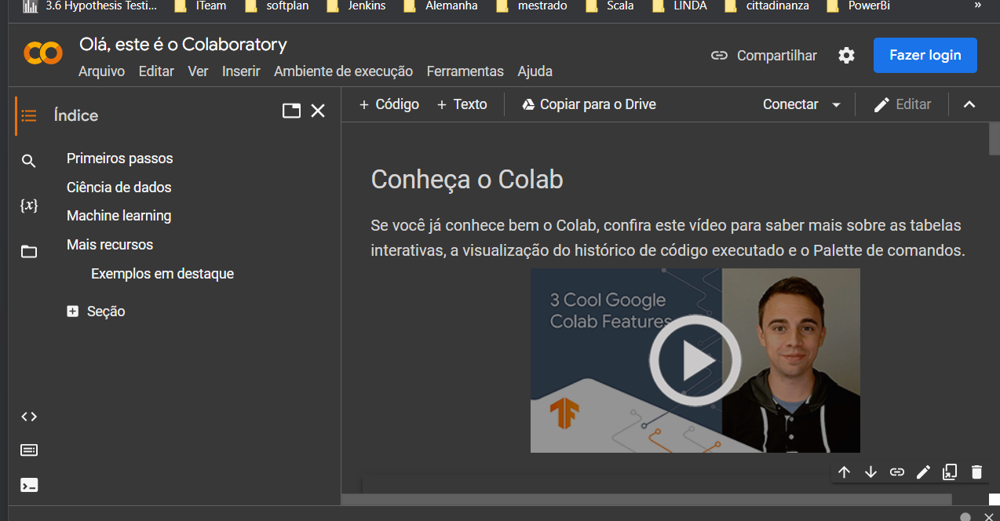 3.6 Hypothesis Testi...
ITeam
softplan
Jenkins
Alemanha
mestrado
Scala
LINDA
cittadinanza
PowerBi
»
Olá, este é o Colaboratory
Arquivo Editar Ver Inserir Ambiente de execução Ferramentas Ajuda
Compartilhar
Fazer login
Índice
Primeiros passos
Ciência de dados
Machine learning
Mais recursos
Exemplos em destaque
Seção
{x}
+ Código + Texto
Copiar para o Drive
Conectar
Editar
Conheça o Colab
Se você já conhece bem o Colab, confira este vídeo para saber mais sobre as tabelas
interativas, a visualização do histórico de código executado e o Palette de comandos.
3 Cool Google
Colab Features